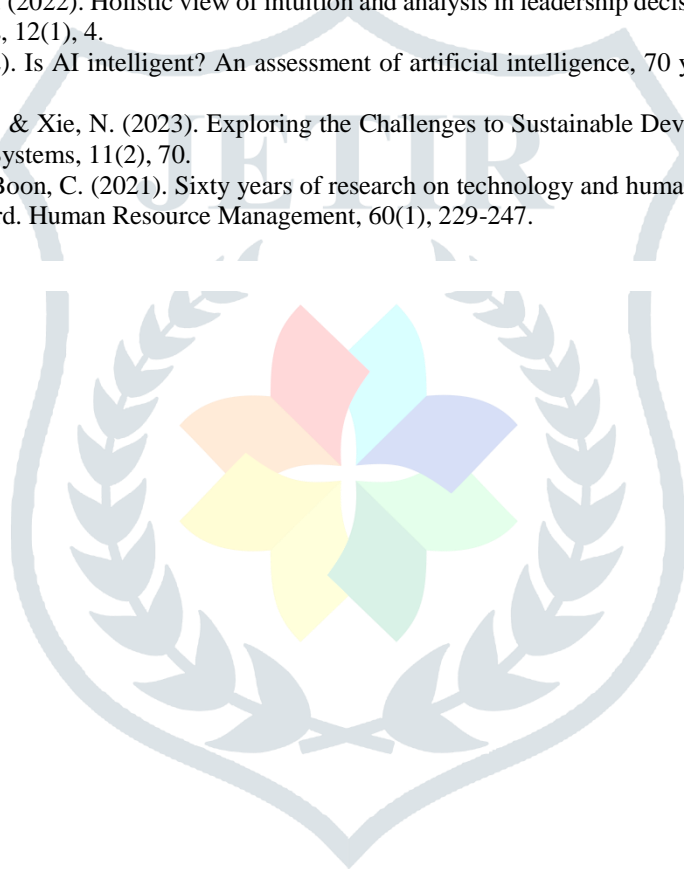 (2022). Holistic view of intuition and analysis in leadership decis
, 12(1), 4.
). Is AI intelligent? An assessment of artificial intelligence, 70 y
& Xie, N. (2023). Exploring the Challenges to Sustainable Dev
ystems, 11(2), 70.
Boon, C. (2021). Sixty years of research on technology and huma
rd. Human Resource Management, 60(1), 229-247.
JETIR